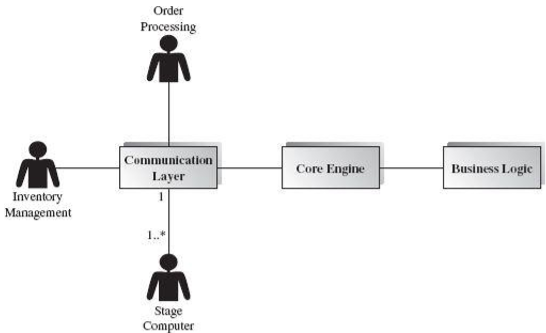 Order
Processing
Communication
Layer
Core Engine
Business Logic
Inventory
Management
1
1..*
Stage
Computer